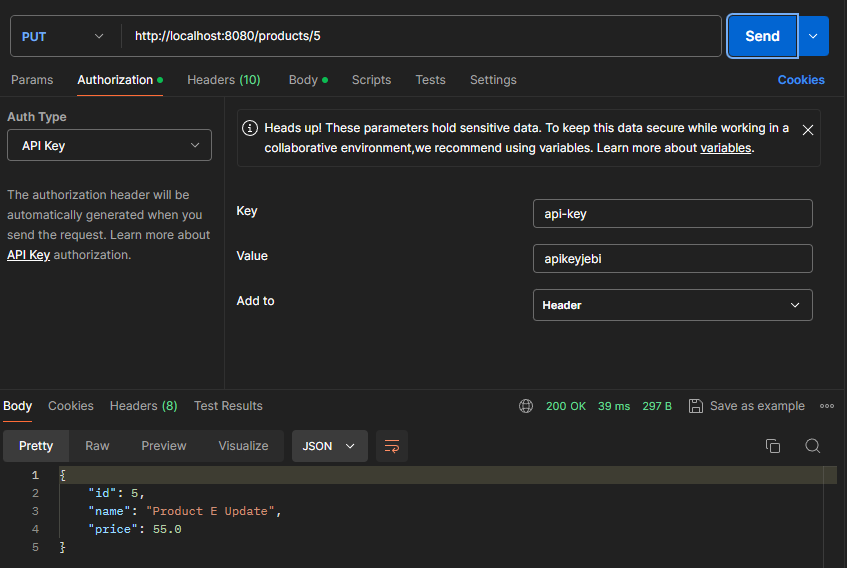 PUT http://localhost:8080/products/5 Send
Params Authorization Headers (10) Body Scripts Tests Settings Cookies
Auth Type
API Key
The authorization header will be
automatically generated when you
send the request. Learn more about
API Key authorization.
Heads up! These parameters hold sensitive data. To keep this data secure while working in a
collaborative environment,we recommend using variables. Learn more about variables.
Key api-key
Value apikeyjebi
Add to Header
Body Cookies Headers (8) Test Results 200 OK 39 ms 297 B Save as example
Pretty Raw Preview Visualize JSON
1 {
2 "id": 5,
3 "name": "Product E Update",
4 "price": 55.0
5 }